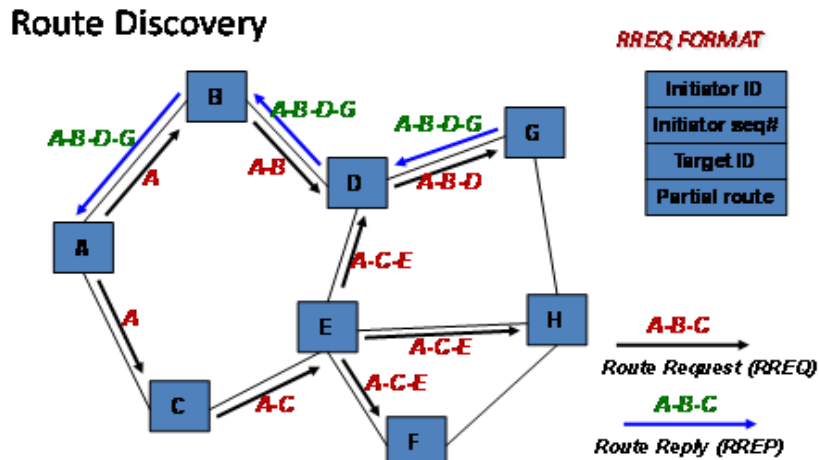 Route Discovery
RREQ FORMAT
Initiator ID
Initiator seq#
Target ID
Partial route
B
A-B-D-G
A-B-D-G
A-B-D-G
G
A
A-B
D
A-B-D
A
A-C-E
A
E
H
A-C-E
A-B-C
Route Request (RREQ)
C
A-C
A-C-E
F
A-B-C
Route Reply (RREP)